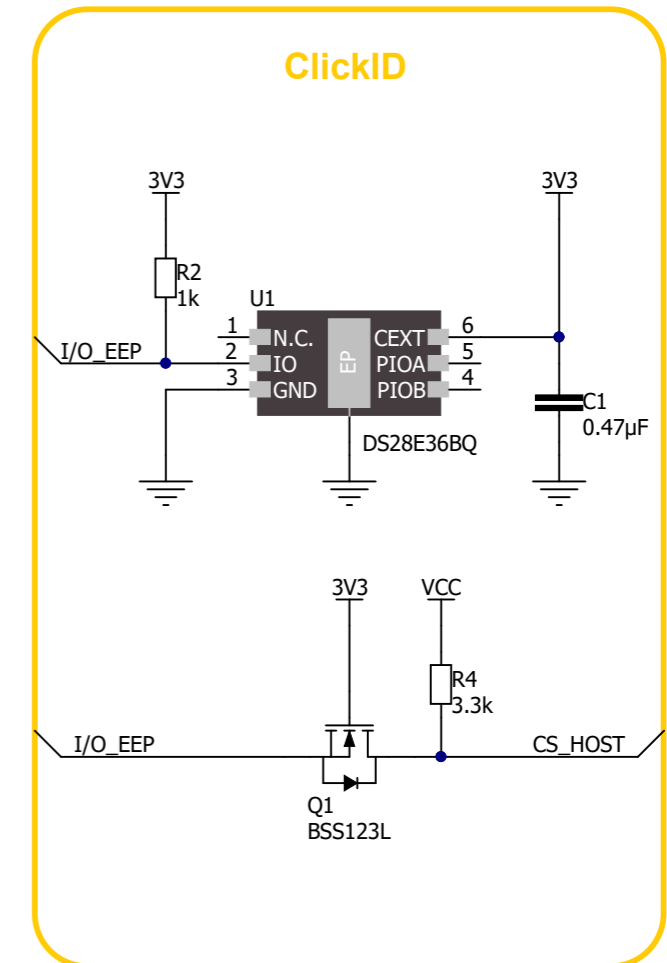 ClickID
3V3
3V3
R2
1k
U1
1
N.C.
CEXT
6
I/O_EEP
2
IO
EP
PIOA
5
3
GND
PIOB
4
C1
0.47µF
DS28E36BQ
3V3
VCC
R4
3.3k
I/O_EEP
CS_HOST
Q1
BSS123L